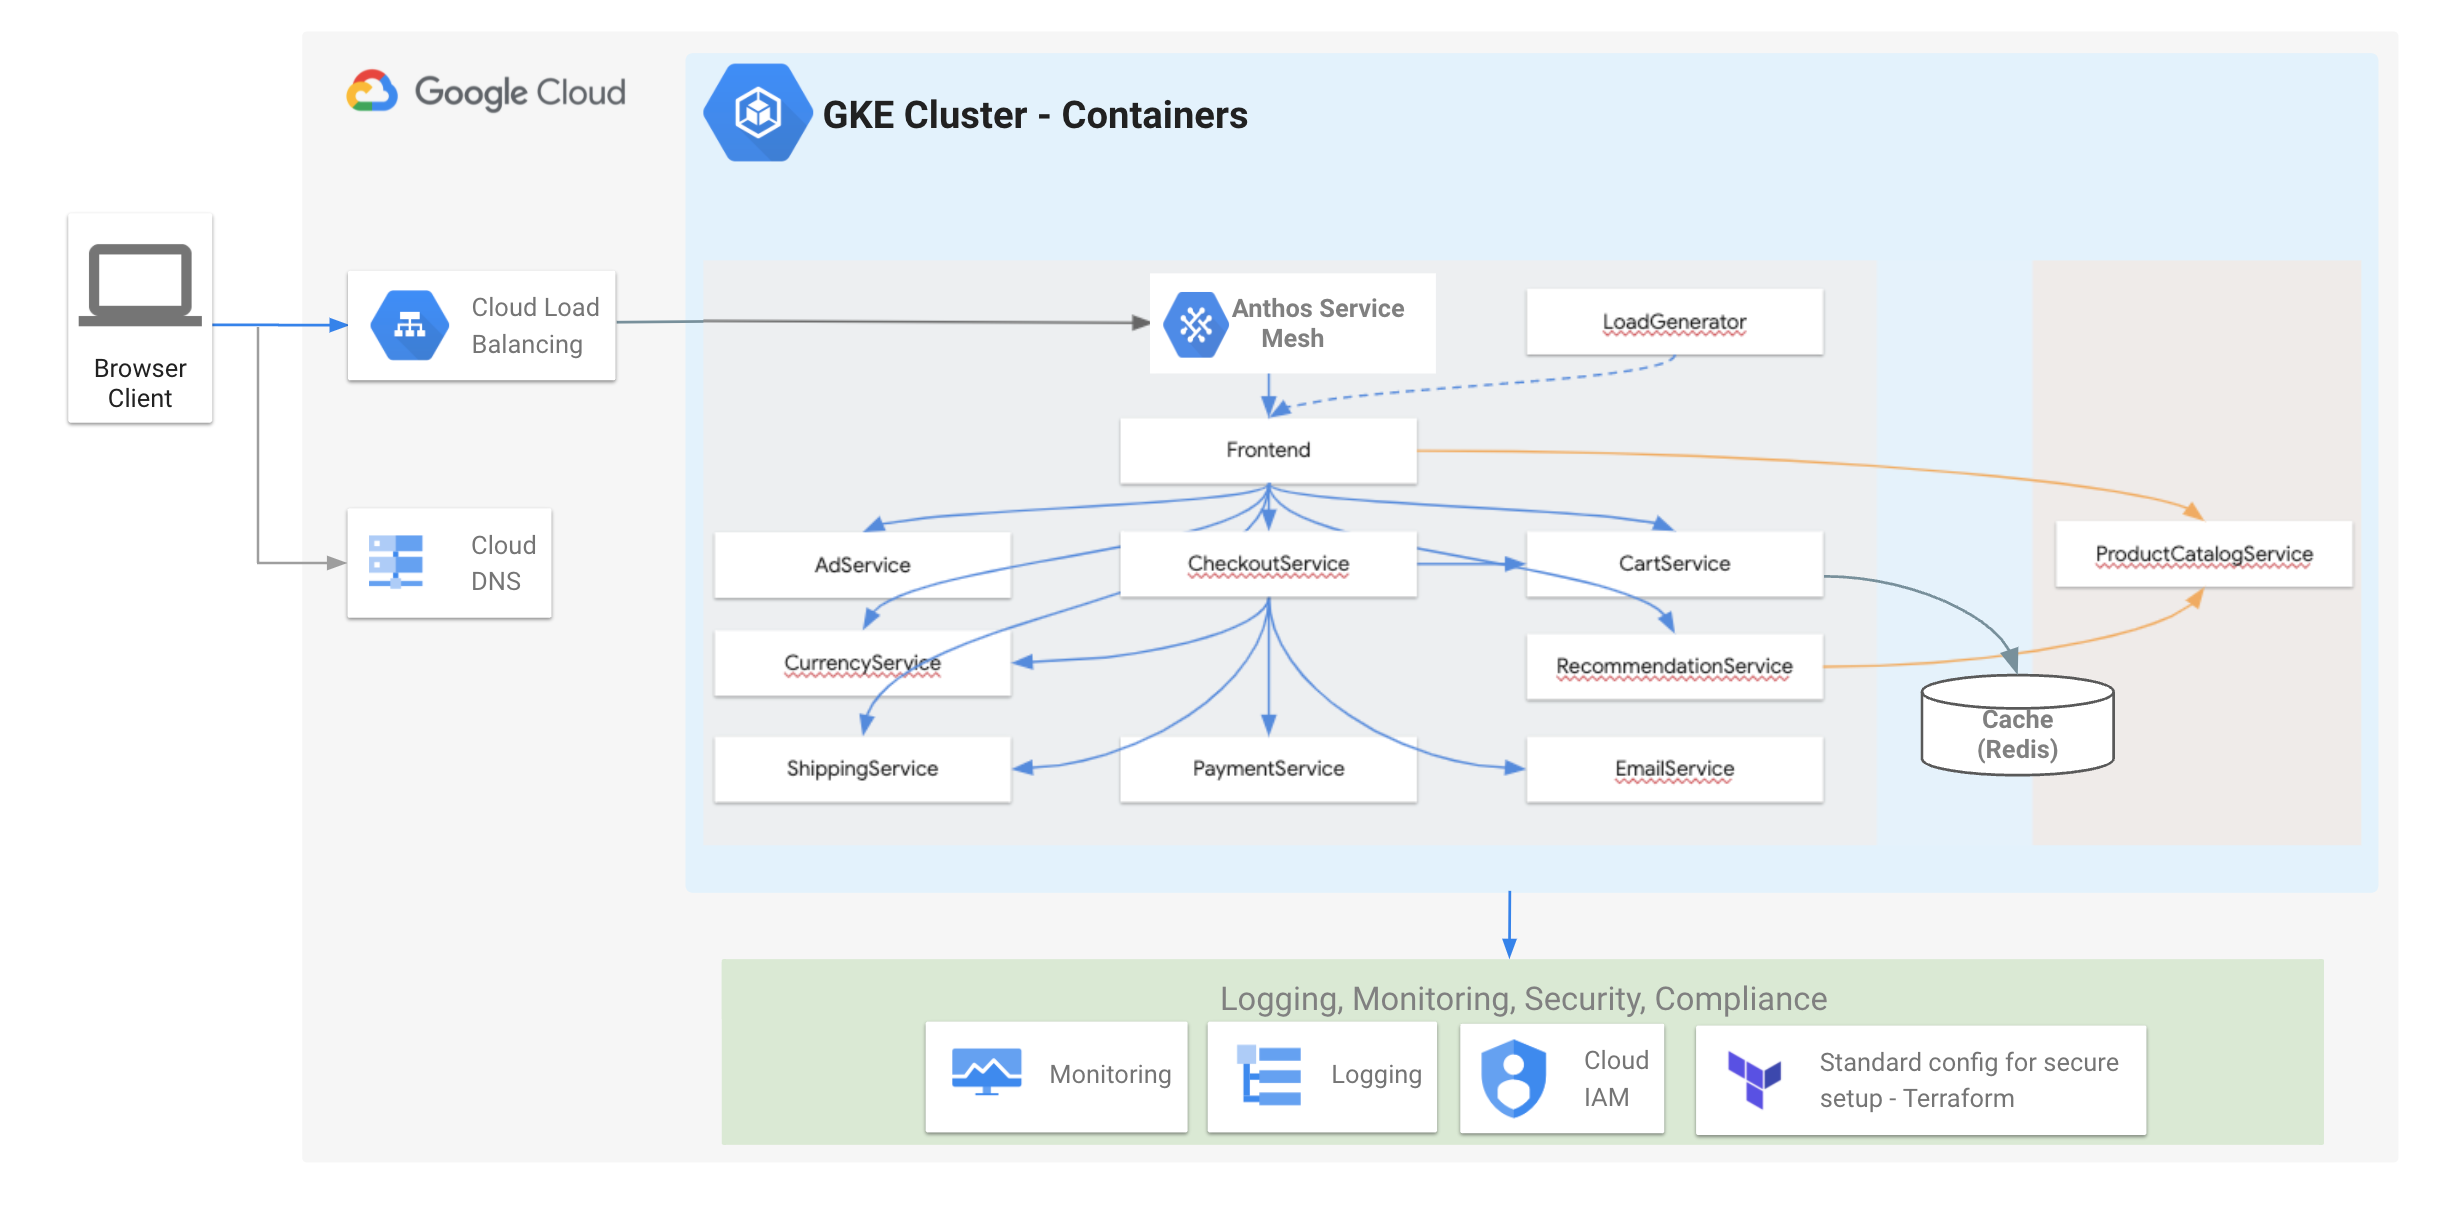 Google Cloud
GKE Cluster - Containers
Browser
Client
Cloud Load
Balancing
Anthos Service
Mesh
LoadGenerator
Frontend
Cloud
DNS
AdService
CheckoutService
CartService
ProductCatalogService
CurrencyService
RecommendationService
Cache
(Redis)
ShippingService
PaymentService
EmailService
Logging, Monitoring, Security, Compliance
Monitoring
Logging
Cloud
IAM
Standard config for secure
setup - Terraform